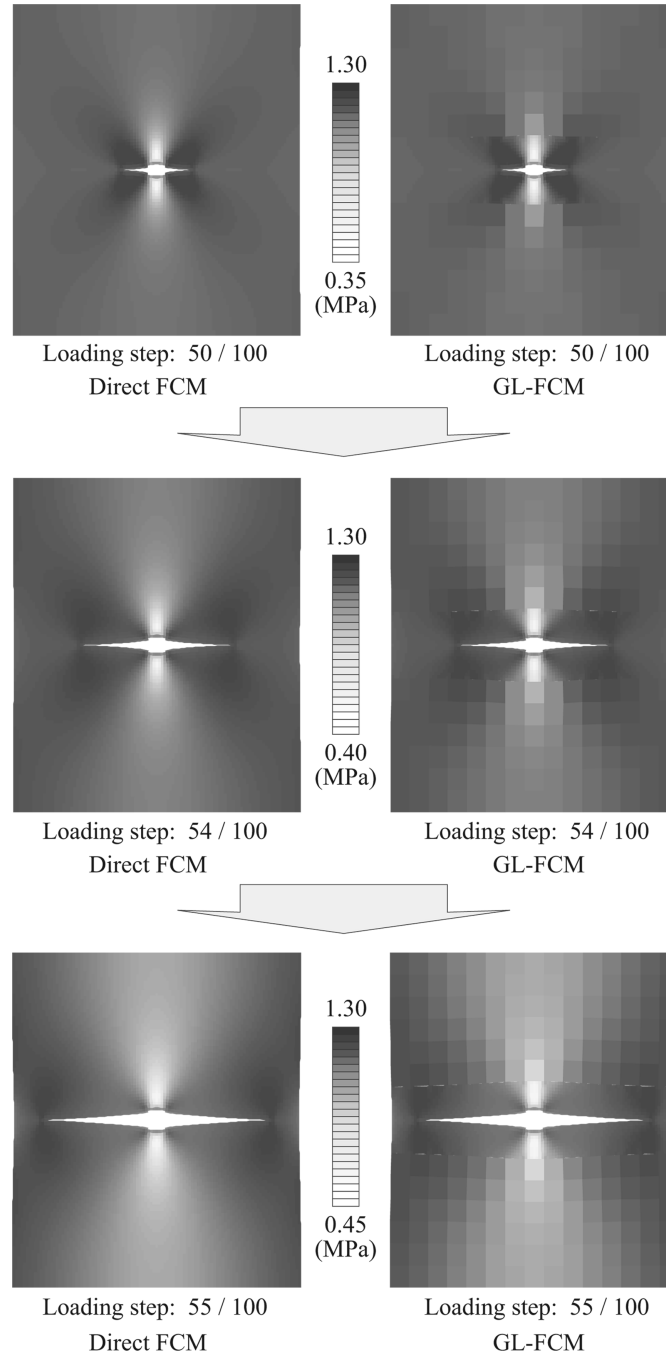 1.30
0.35
(MPa)
Loading step: 50 / 100
Direct FCM
Loading step: 50 / 100
GL-FCM
1.30
0.40
(MPa)
Loading step: 54 / 100
Direct FCM
Loading step: 54 / 100
GL-FCM
1.30
0.45
(MPa)
Loading step: 55 / 100
Direct FCM
Loading step: 55 / 100
GL-FCM